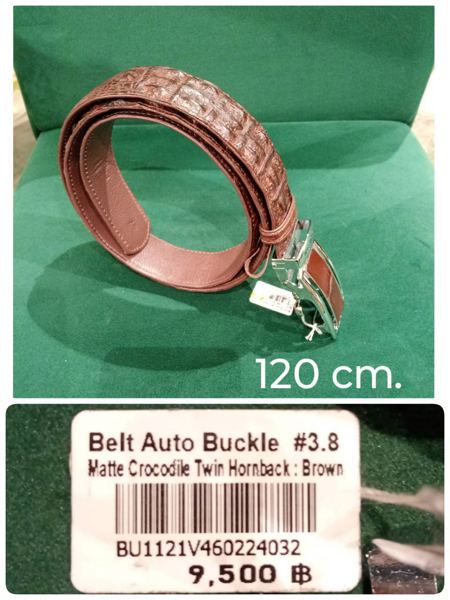 120 cm.
Belt Auto Buckle #3.8
Matte Crocodile Twin Hornback : Brown
BU1121V460224032
9,500 ฿